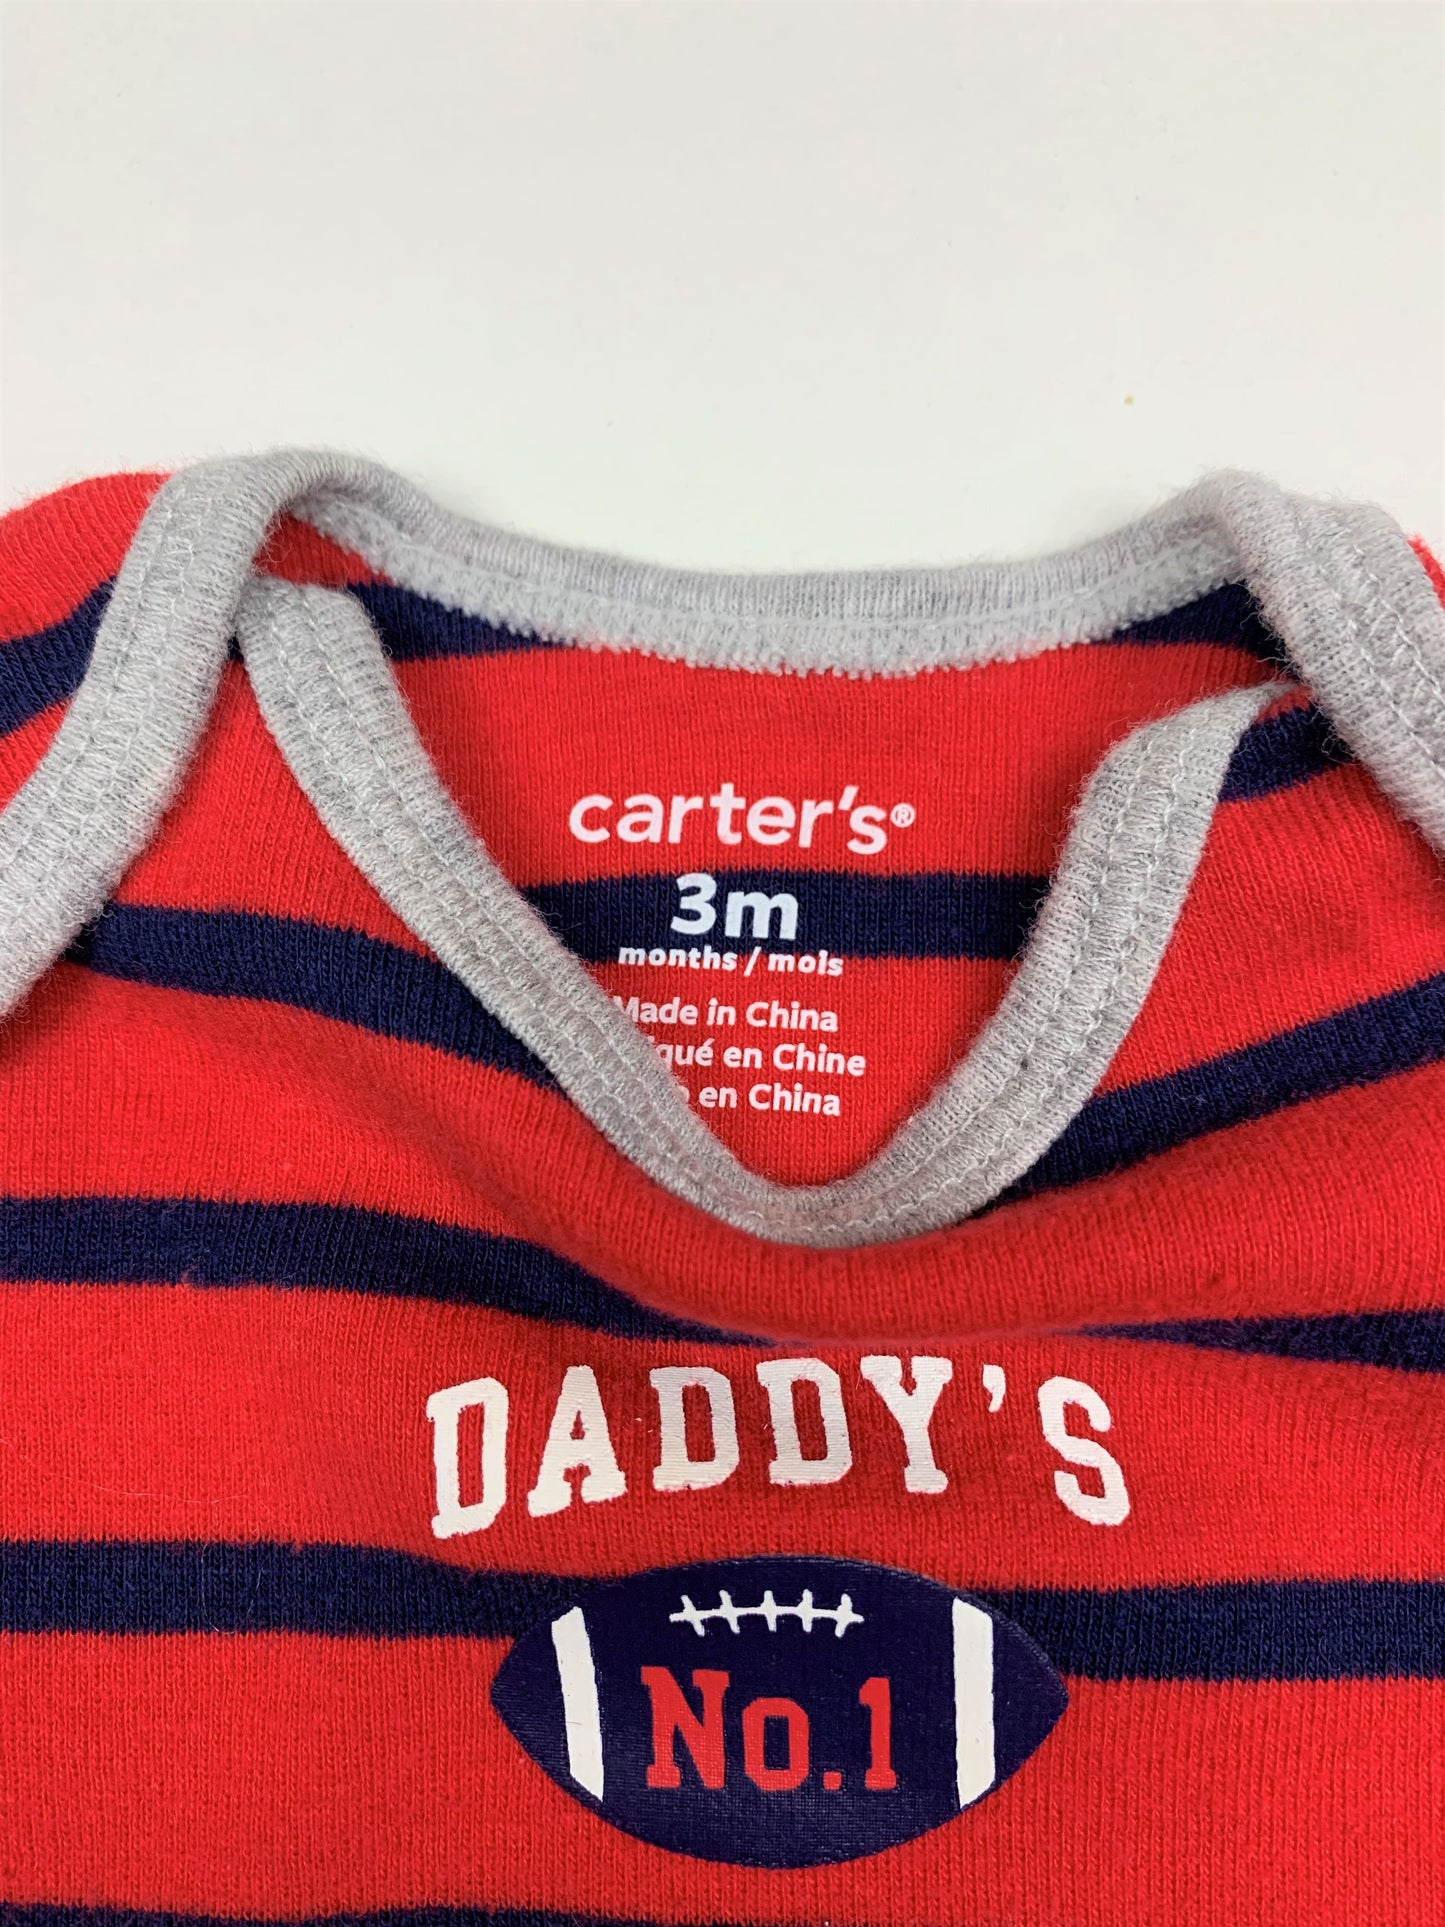 carter's®
3m
months / mois
Made in China
en Chine
en China
DADDY'S
No.1